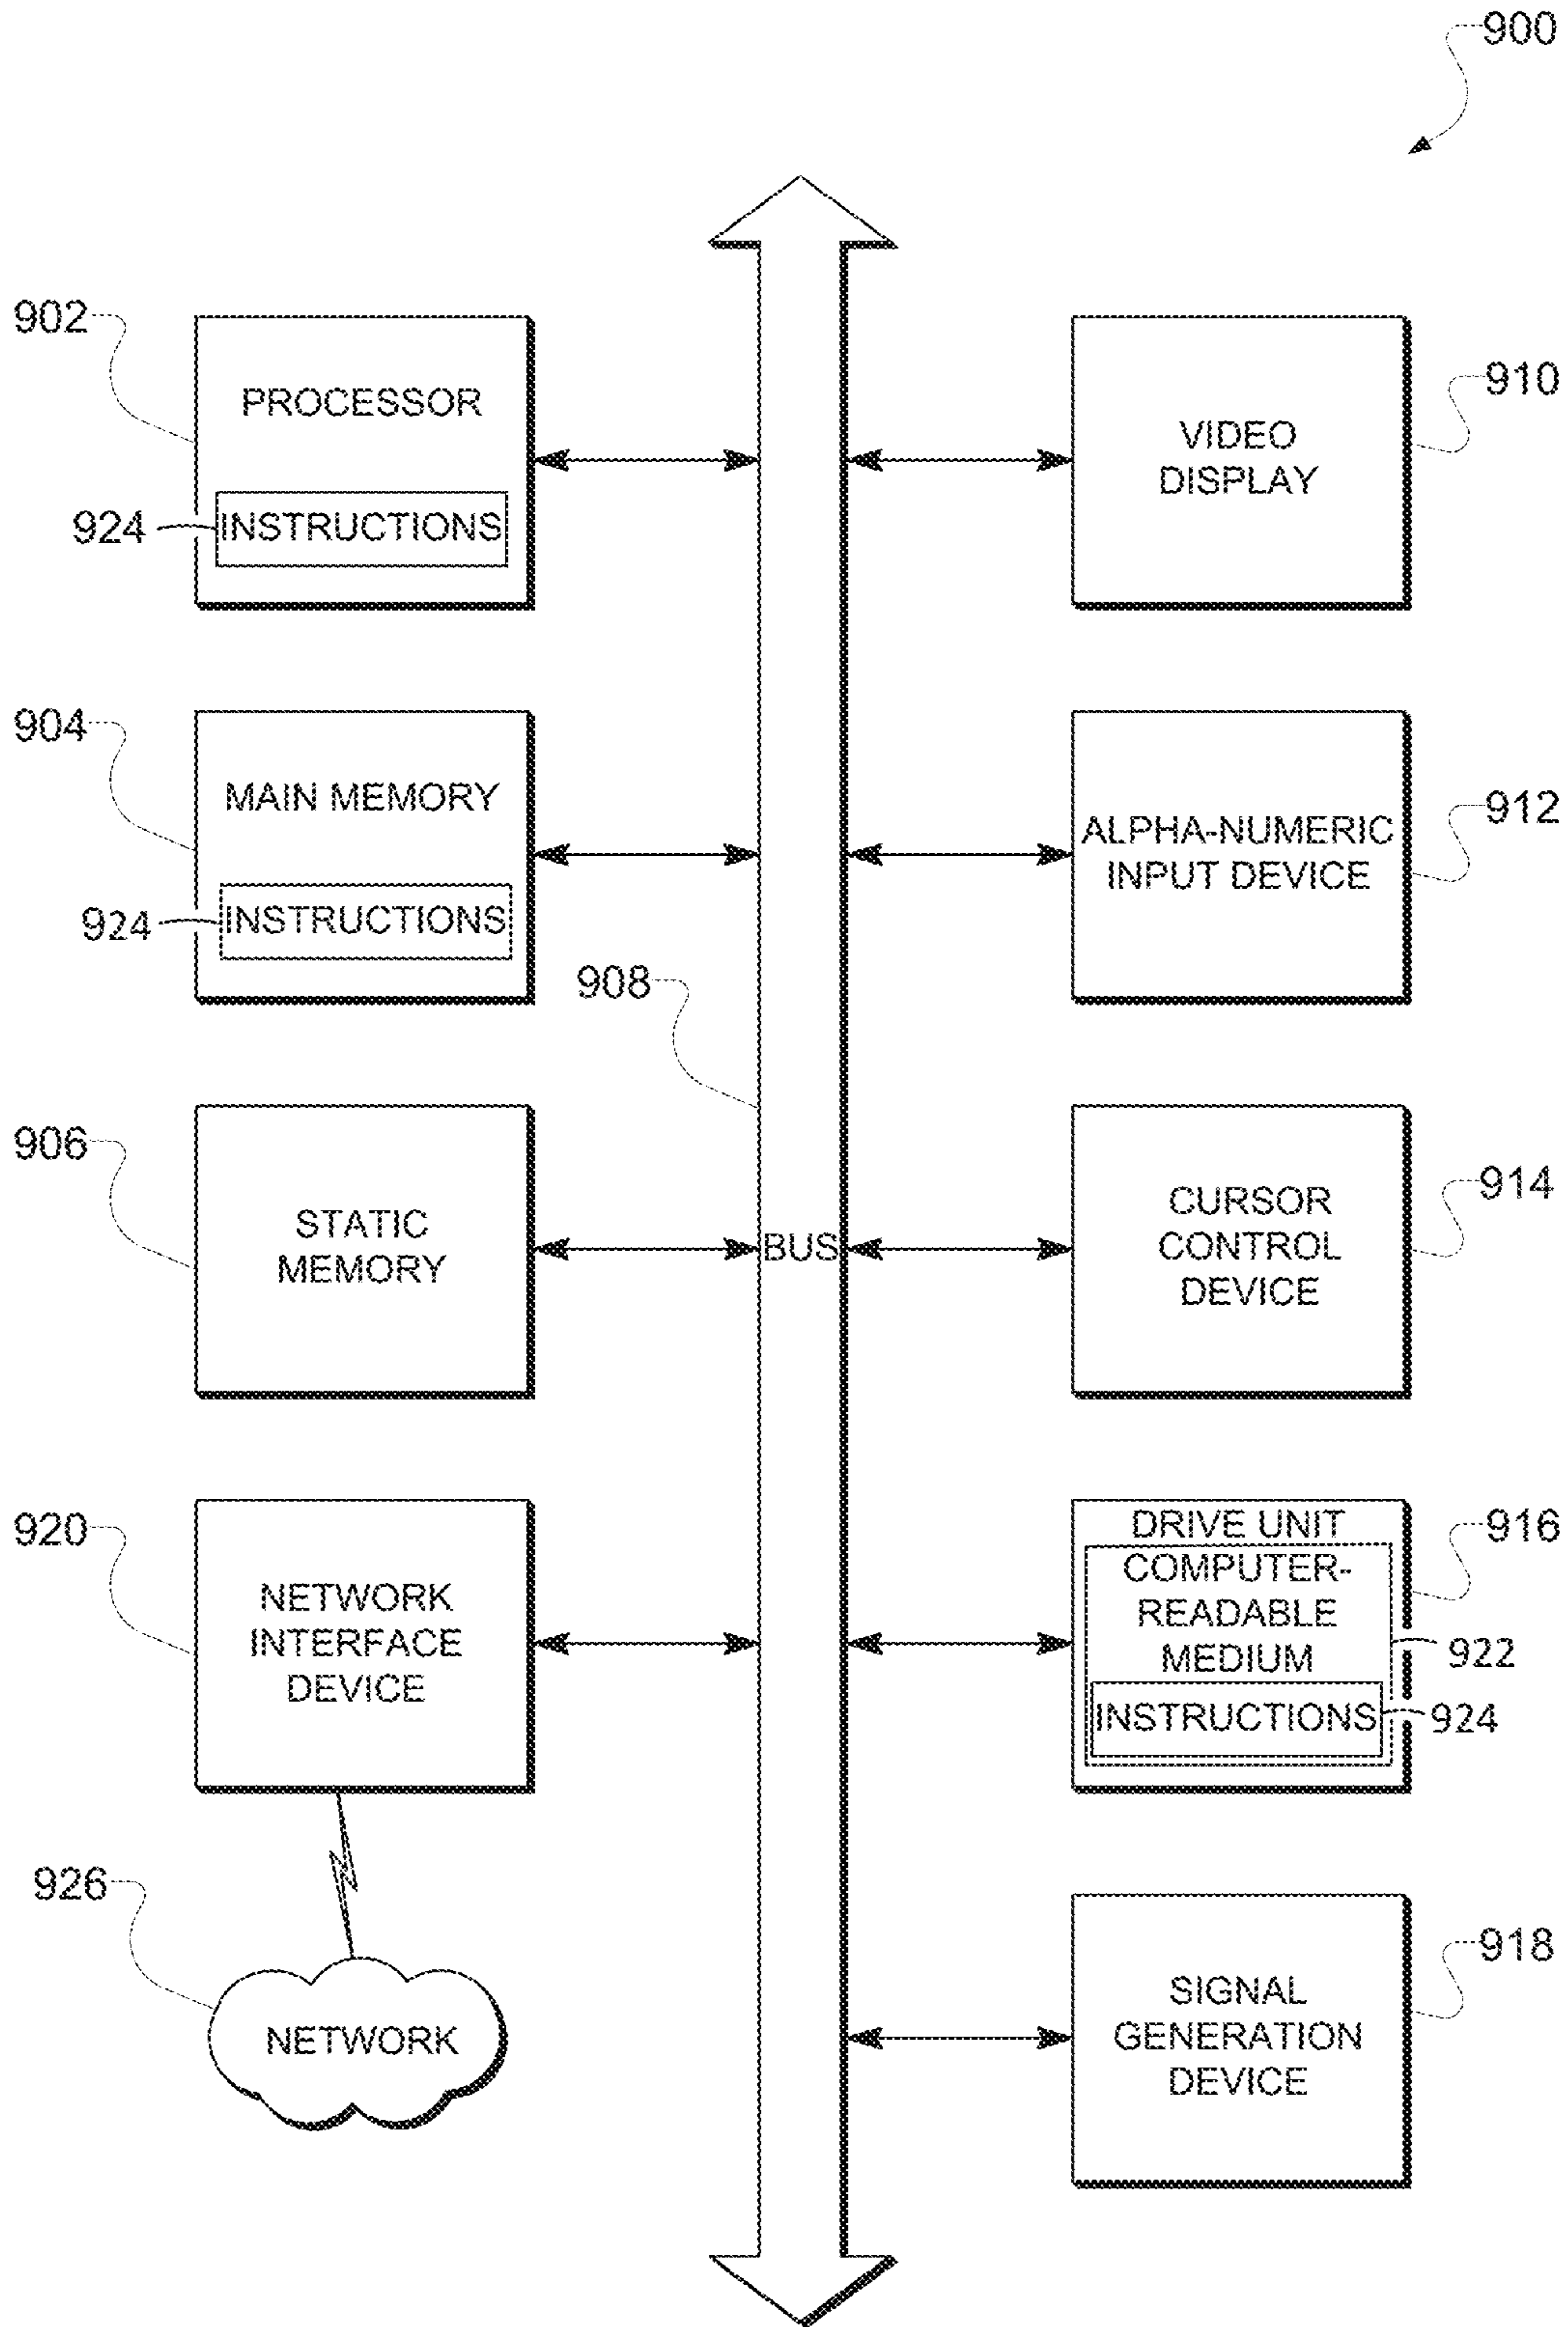 900
902
PROCESSOR
924
INSTRUCTIONS
910
VIDEO
DISPLAY
904
MAIN MEMORY
924
INSTRUCTIONS
912
ALPHA-NUMERIC
INPUT DEVICE
908
906
STATIC
MEMORY
BUS
914
CURSOR
CONTROL
DEVICE
920
NETWORK
INTERFACE
DEVICE
916
DRIVE UNIT
COMPUTER-
READABLE
MEDIUM
922
INSTRUCTIONS
924
926
NETWORK
918
SIGNAL
GENERATION
DEVICE